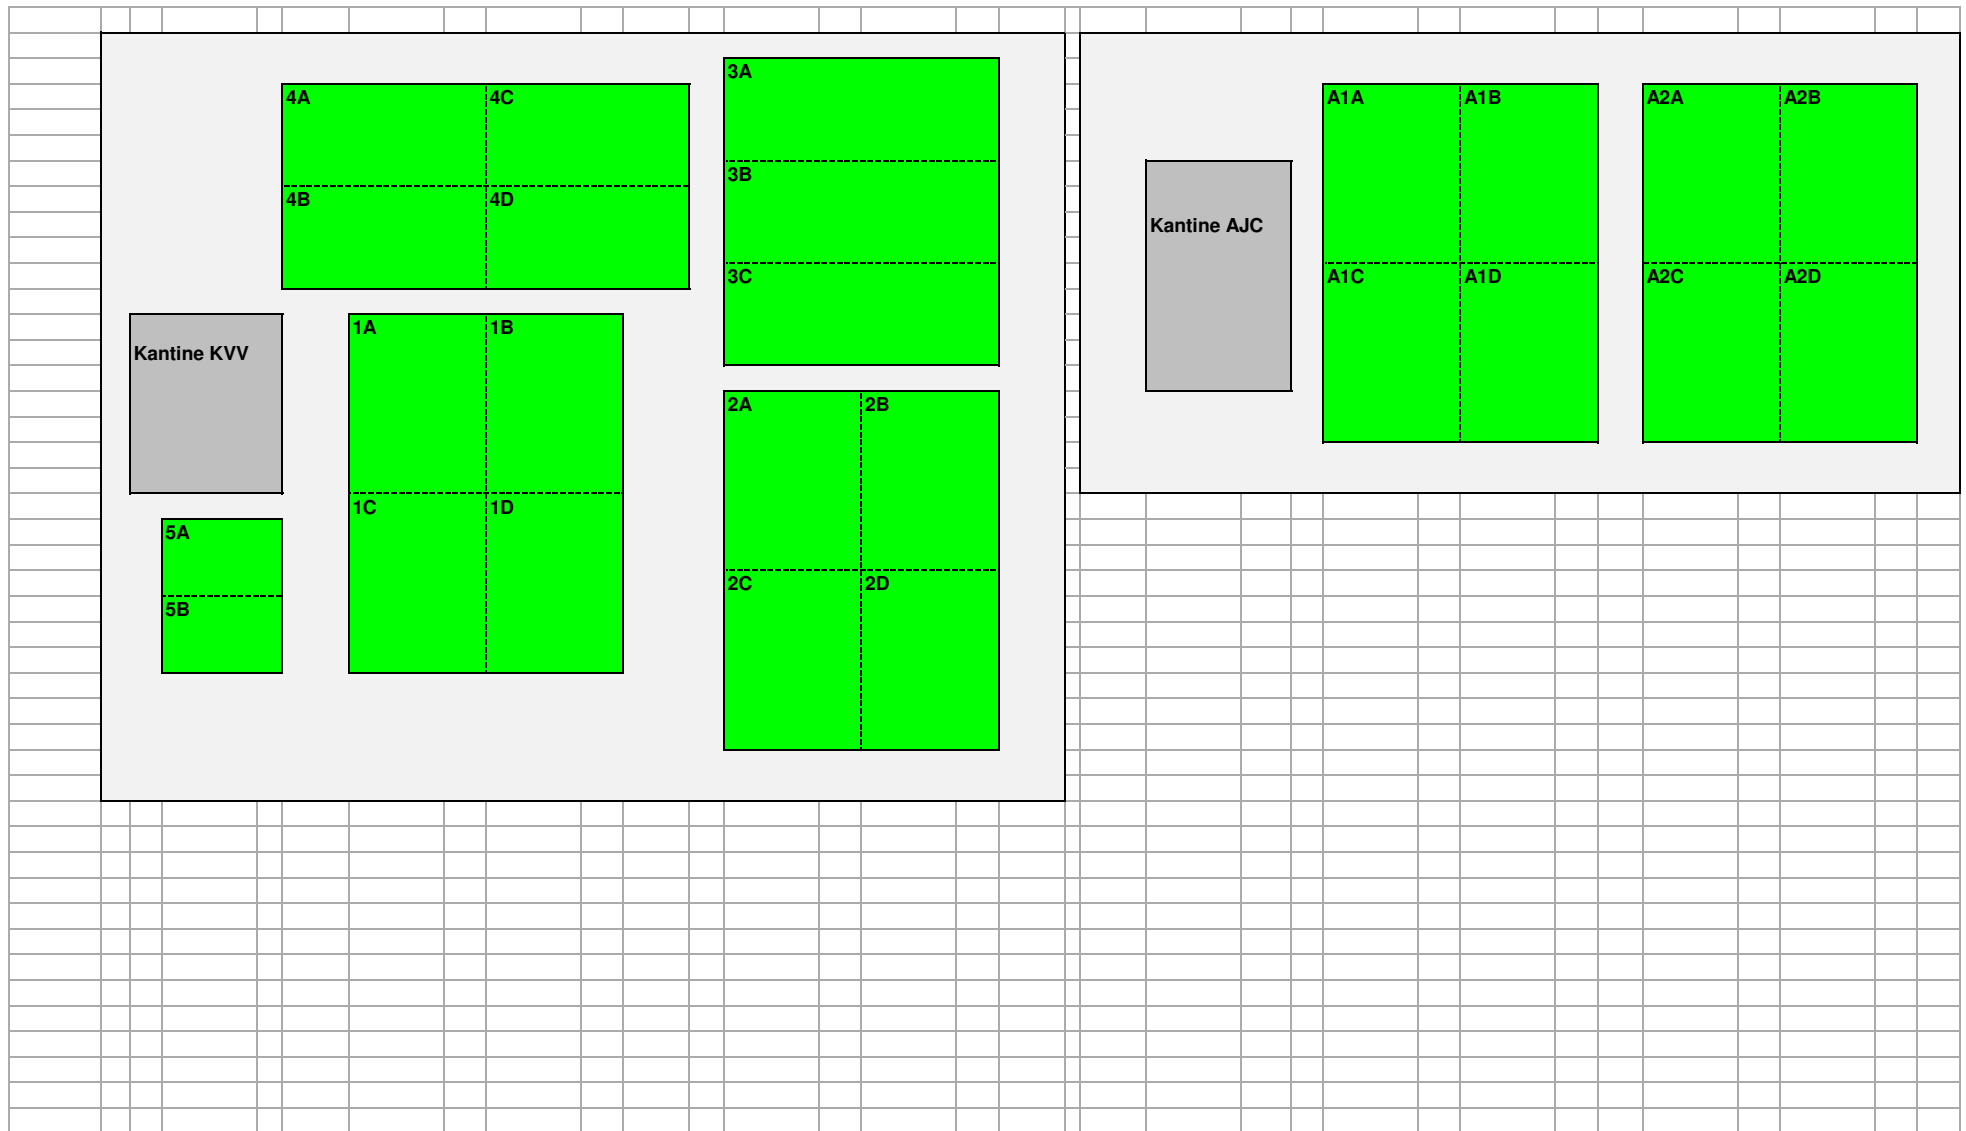 3A
4A
4C
3B
4B
4D
3C
1A
1B
Kantine KVV
2A
2B
1C
1D
5A
2C
2D
5B
A1A
A1B
A2A
A2B
Kantine AJC
A1C
A1D
A2C
A2D